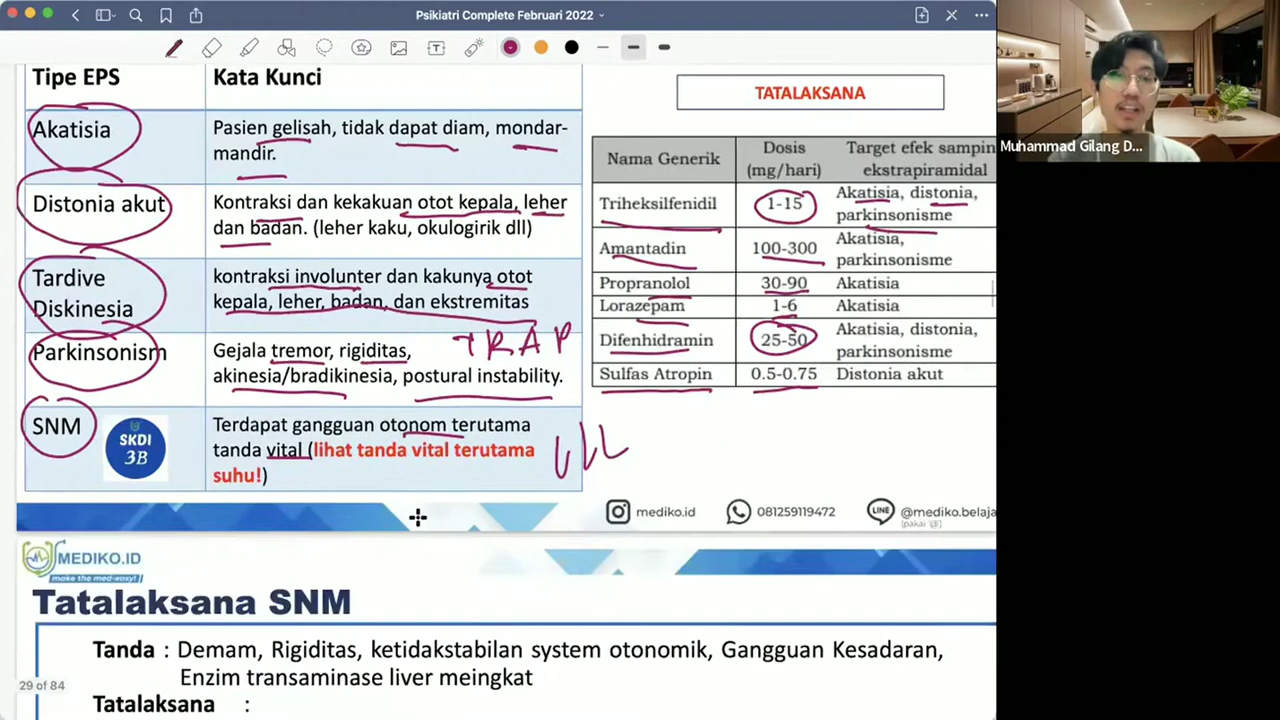 Psikiatri Complete Februari 2022
Tipe EPS
Kata Kunci
Akatisia
Pasien gelisah, tidak dapat diam, mondar-
mandir.
Distonia akut
Kontraksi dan kekakuan otot kepala, leher
dan badan. (leher kaku, okulogirik dll)
Tardive
Diskinesia
kontraksi involunter dan kakunya otot
kepala, leher, badan, dan ekstremitas
Parkinsonism
Gejala tremor, rigiditas,
akinesia/bradikinesia, postural instability.
TRAP
SNM
SKDI
3B
Terdapat gangguan otonom terutama
tanda vital (lihat tanda vital terutama
suhu!)
TATALAKSANA
Nama Generik
Dosis
(mg/hari)
Target efek sampin
ekstrapiramidal
Triheksilfenidil
1-15
Akatisia, distonia,
parkinsonisme
Amantadin
100-300
Akatisia,
parkinsonisme
Propranolol
30-90
Akatisia
Lorazepam
1-6
Akatisia
Difenhidramin
25-50
Akatisia, distonia,
parkinsonisme
Sulfas Atropin
0.5-0.75
Distonia akut
Muhammad Gilang D...
mediko.id
081259119472
LINE
@mediko.belaja
(pakai '@')
MEDIKO.ID
make the med-easy!
Tatalaksana SNM
Tanda : Demam, Rigiditas, ketidakstabilan system otonomik, Gangguan Kesadaran,
Enzim transaminase liver meingkat
29 of 84
Tatalaksana :